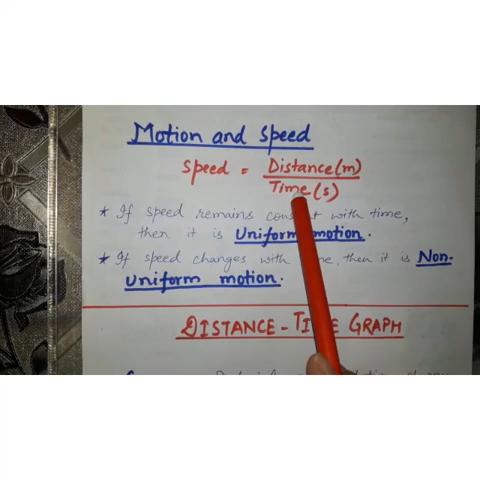 Motion and Speed
Speed = Distance(m)
Time(s)
* If speed remains with time,
then it is Uniform motion.
* If speed changes with then it is Non-
uniform motion.
DISTANCE - TIME GRAPH